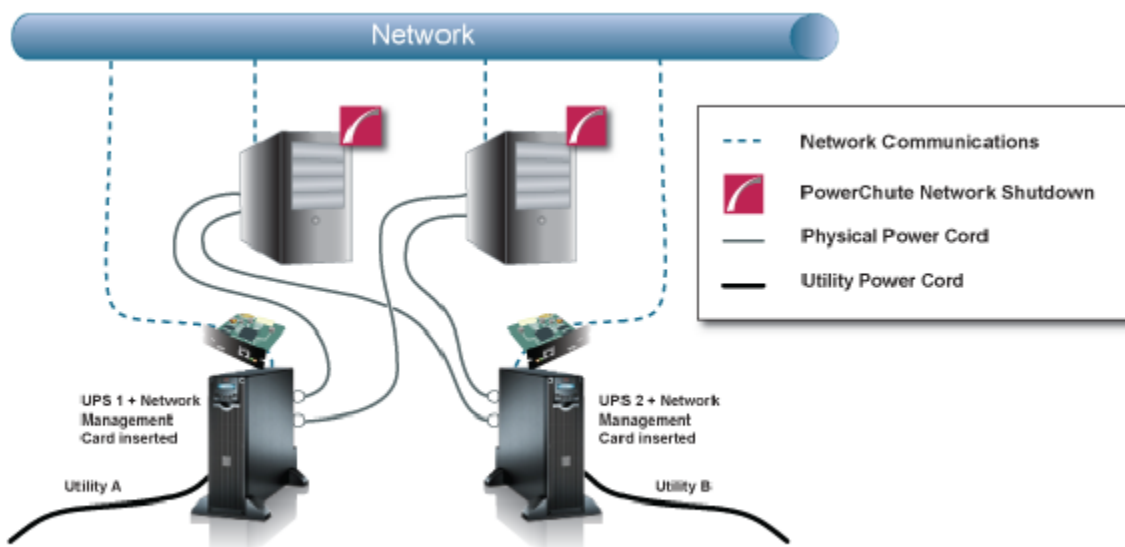 Network
Network Communications
PowerChute Network Shutdown
Physical Power Cord
Utility Power Cord
UPS 1 + Network
Management
Card inserted
UPS 2 + Network
Management
Card inserted
Utility A
Utility B